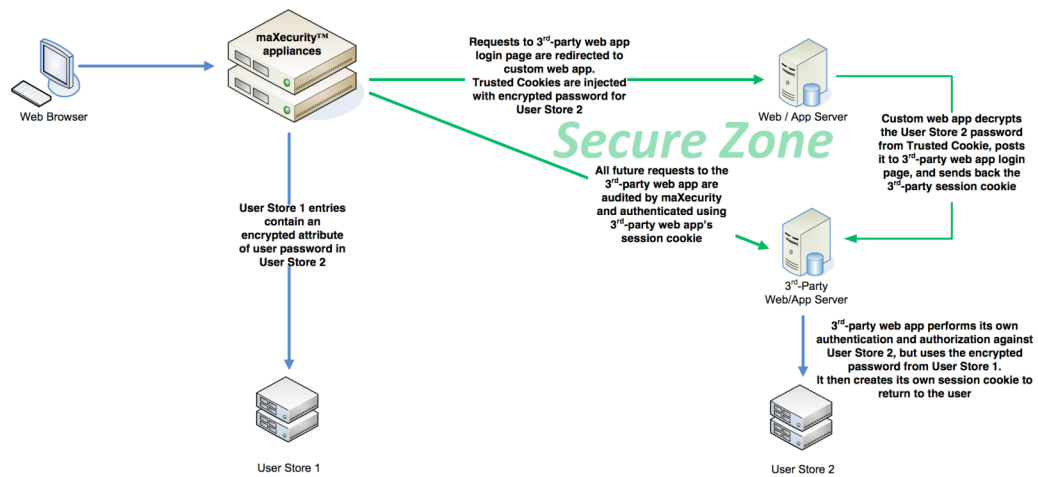 maXecurity™
appliances
Web Browser
Requests to 3rd-party web app
login page are redirected to
custom web app.
Trusted Cookies are injected
with encrypted password for
User Store 2
Web / App Server
Secure Zone
Custom web app decrypts
the User Store 2 password
from Trusted Cookie, posts
it to 3rd-party web app login
page, and sends back the
3rd-party session cookie
All future requests to the
3rd-party web app are
audited by maXecurity
and authenticated using
3rd-party web app's
session cookie
User Store 1 entries
contain an
encrypted attribute
of user password in
User Store 2
3rd-Party
Web/App Server
3rd-party web app performs its own
authentication and authorization against
User Store 2, but uses the encrypted
password from User Store 1.
It then creates its own session cookie to
return to the user
User Store 1
User Store 2